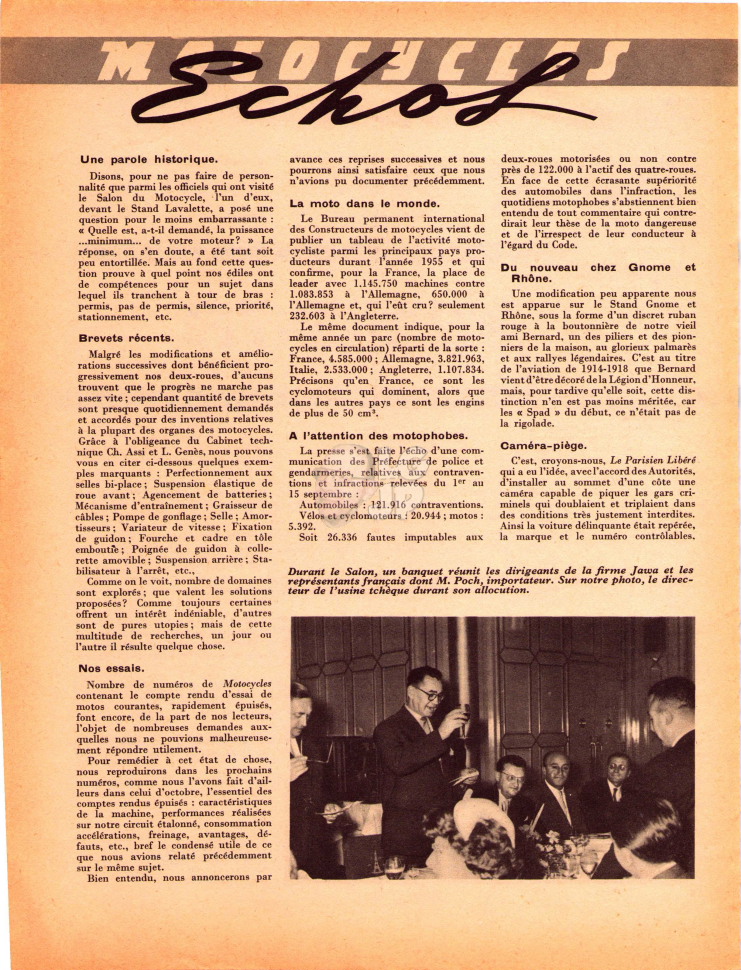 MOTOCYCLES
Echos
Une parole historique.
Disons, pour ne pas faire de person-
nalité que parmi les officiels qui ont visité
le Salon du Motocycle, l'un d'eux,
devant le Stand Lavalette, a posé une
question pour le moins embarrassante :
« Quelle est, a-t-il demandé, la puissance
...minimum... de votre moteur? » La
réponse, on s'en doute, a été tant soit
peu entortillée. Mais au fond cette ques-
tion prouve à quel point nos édiles ont
de compétences pour un sujet dans
lequel ils tranchent à tour de bras :
permis, pas de permis, silence, priorité,
stationnement, etc.
Brevets récents.
Malgré les modifications et amélio-
rations successives dont bénéficient pro-
gressivement nos deux-roues, d'aucuns
trouvent que le progrès ne marche pas
assez vite ; cependant quantité de brevets
sont presque quotidiennement demandés
et accordés pour des inventions relatives
à la plupart des organes des motocycles.
Grâce à l'obligeance du Cabinet tech-
nique Ch. Assi et L. Genès, nous pouvons
vous en citer ci-dessous quelques exem-
ples marquants : Perfectionnement aux
selles bi-place ; Suspension élastique de
roue avant ; Agencement de batteries ;
Mécanisme d'entraînement ; Graisseur de
câbles ; Pompe de gonflage ; Selle ; Amor-
tisseurs ; Variateur de vitesse ; Fixation
de guidon ; Fourche et cadre en tôle
emboutie ; Poignée de guidon à colle-
rette amovible ; Suspension arrière ; Sta-
bilisateur à l'arrêt, etc.,
Comme on le voit, nombre de domaines
sont explorés ; que valent les solutions
proposées? Comme toujours certaines
offrent un intérêt indéniable, d'autres
sont de pures utopies ; mais de cette
multitude de recherches, un jour ou
l'autre il résulte quelque chose.
Nos essais.
Nombre de numéros de Motocycles
contenant le compte rendu d'essai de
motos courantes, rapidement épuisés,
font encore, de la part de nos lecteurs,
l'objet de nombreuses demandes aux-
quelles nous ne pouvions malheureuse-
ment répondre utilement.
Pour remédier à cet état de chose,
nous reproduirons dans les prochains
numéros, comme nous l'avons fait d'ail-
leurs dans celui d'octobre, l'essentiel des
comptes rendus épuisés : caractéristiques
de la machine, performances réalisées
sur notre circuit étalonné, consommation
accélérations, freinage, avantages, dé-
fauts, etc., bref le condensé utile de ce
que nous avions relaté précédemment
sur le même sujet.
Bien entendu, nous annoncerons par
avance ces reprises successives et nous
pourrons ainsi satisfaire ceux que nous
n'avions pu documenter précédemment.
La moto dans le monde.
Le Bureau permanent international
des Constructeurs de motocycles vient de
publier un tableau de l'activité moto-
cycliste parmi les principaux pays pro-
ducteurs durant l'année 1955 et qui
confirme, pour la France, la place de
leader avec 1.145.750 machines contre
1.083.853 à l'Allemagne, 650.000 à
l'Allemagne et, qui l'eût cru? seulement
232.603 à l'Angleterre.
Le même document indique, pour la
même année un parc (nombre de moto-
cycles en circulation) réparti de la sorte :
France, 4.585.000 ; Allemagne, 3.821.963,
Italie, 2.533.000 ; Angleterre, 1.107.834.
Précisons qu'en France, ce sont les
cyclomoteurs qui dominent, alors que
dans les autres pays ce sont les engins
de plus de 50 cm³.
A l'attention des motophobes.
La presse s'est faite l'écho d'une com-
munication des Préfecture de police et
gendarmeries, relatives aux contraven-
tions et infractions relevées du 1er au
15 septembre :
Automobiles : 121.916 contraventions.
Vélos et cyclomoteurs : 20.944 ; motos :
5.392.
Soit 26.336 fautes imputables aux
deux-roues motorisées ou non contre
près de 122.000 à l'actif des quatre-roues.
En face de cette écrasante supériorité
des automobiles dans l'infraction, les
quotidiens motophobes s'abstiennent bien
entendu de tout commentaire qui contre-
dirait leur thèse de la moto dangereuse
et de l'irrespect de leur conducteur à
l'égard du Code.
Du nouveau chez Gnome et
Rhône.
Une modification peu apparente nous
est apparue sur le Stand Gnome et
Rhône, sous la forme d'un discret ruban
rouge à la boutonnière de notre vieil
ami Bernard, un des piliers et des pion-
niers de la maison, au glorieux palmarès
et aux rallyes légendaires. C'est au titre
de l'aviation de 1914-1918 que Bernard
vient d'être décoré de la Légion d'Honneur,
mais, pour tardive qu'elle soit, cette dis-
tinction n'en est pas moins méritée, car
les « Spad » du début, ce n'était pas de
la rigolade.
Caméra-piège.
C'est, croyons-nous, Le Parisien Libéré
qui a eu l'idée, avec l'accord des Autorités,
d'installer au sommet d'une côte une
caméra capable de piquer les gars cri-
minels qui doublaient et triplaient dans
des conditions très justement interdites.
Ainsi la voiture délinquante était repérée,
la marque et le numéro contrôlables.
Durant le Salon, un banquet réunit les dirigeants de la firme Jawa et les
représentants français dont M. Poch, importateur. Sur notre photo, le direc-
teur de l'usine tchèque durant son allocution.